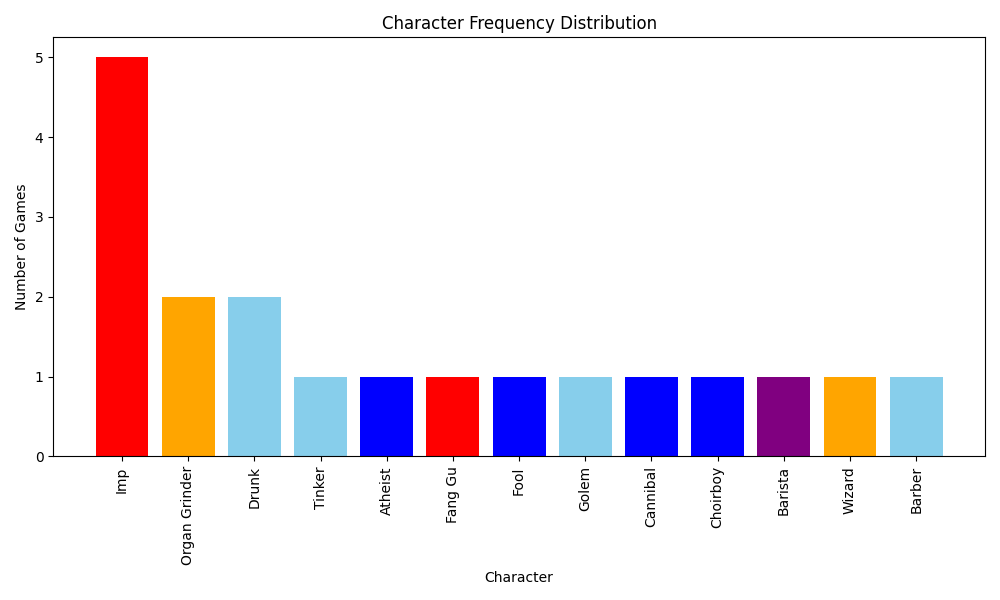 Character Frequency Distribution
Number of Games
5
4
3
2
1
0
Imp
Organ Grinder
Drunk
Tinker
Atheist
Fang Gu
Fool
Golem
Cannibal
Choirboy
Barista
Wizard
Barber
Character